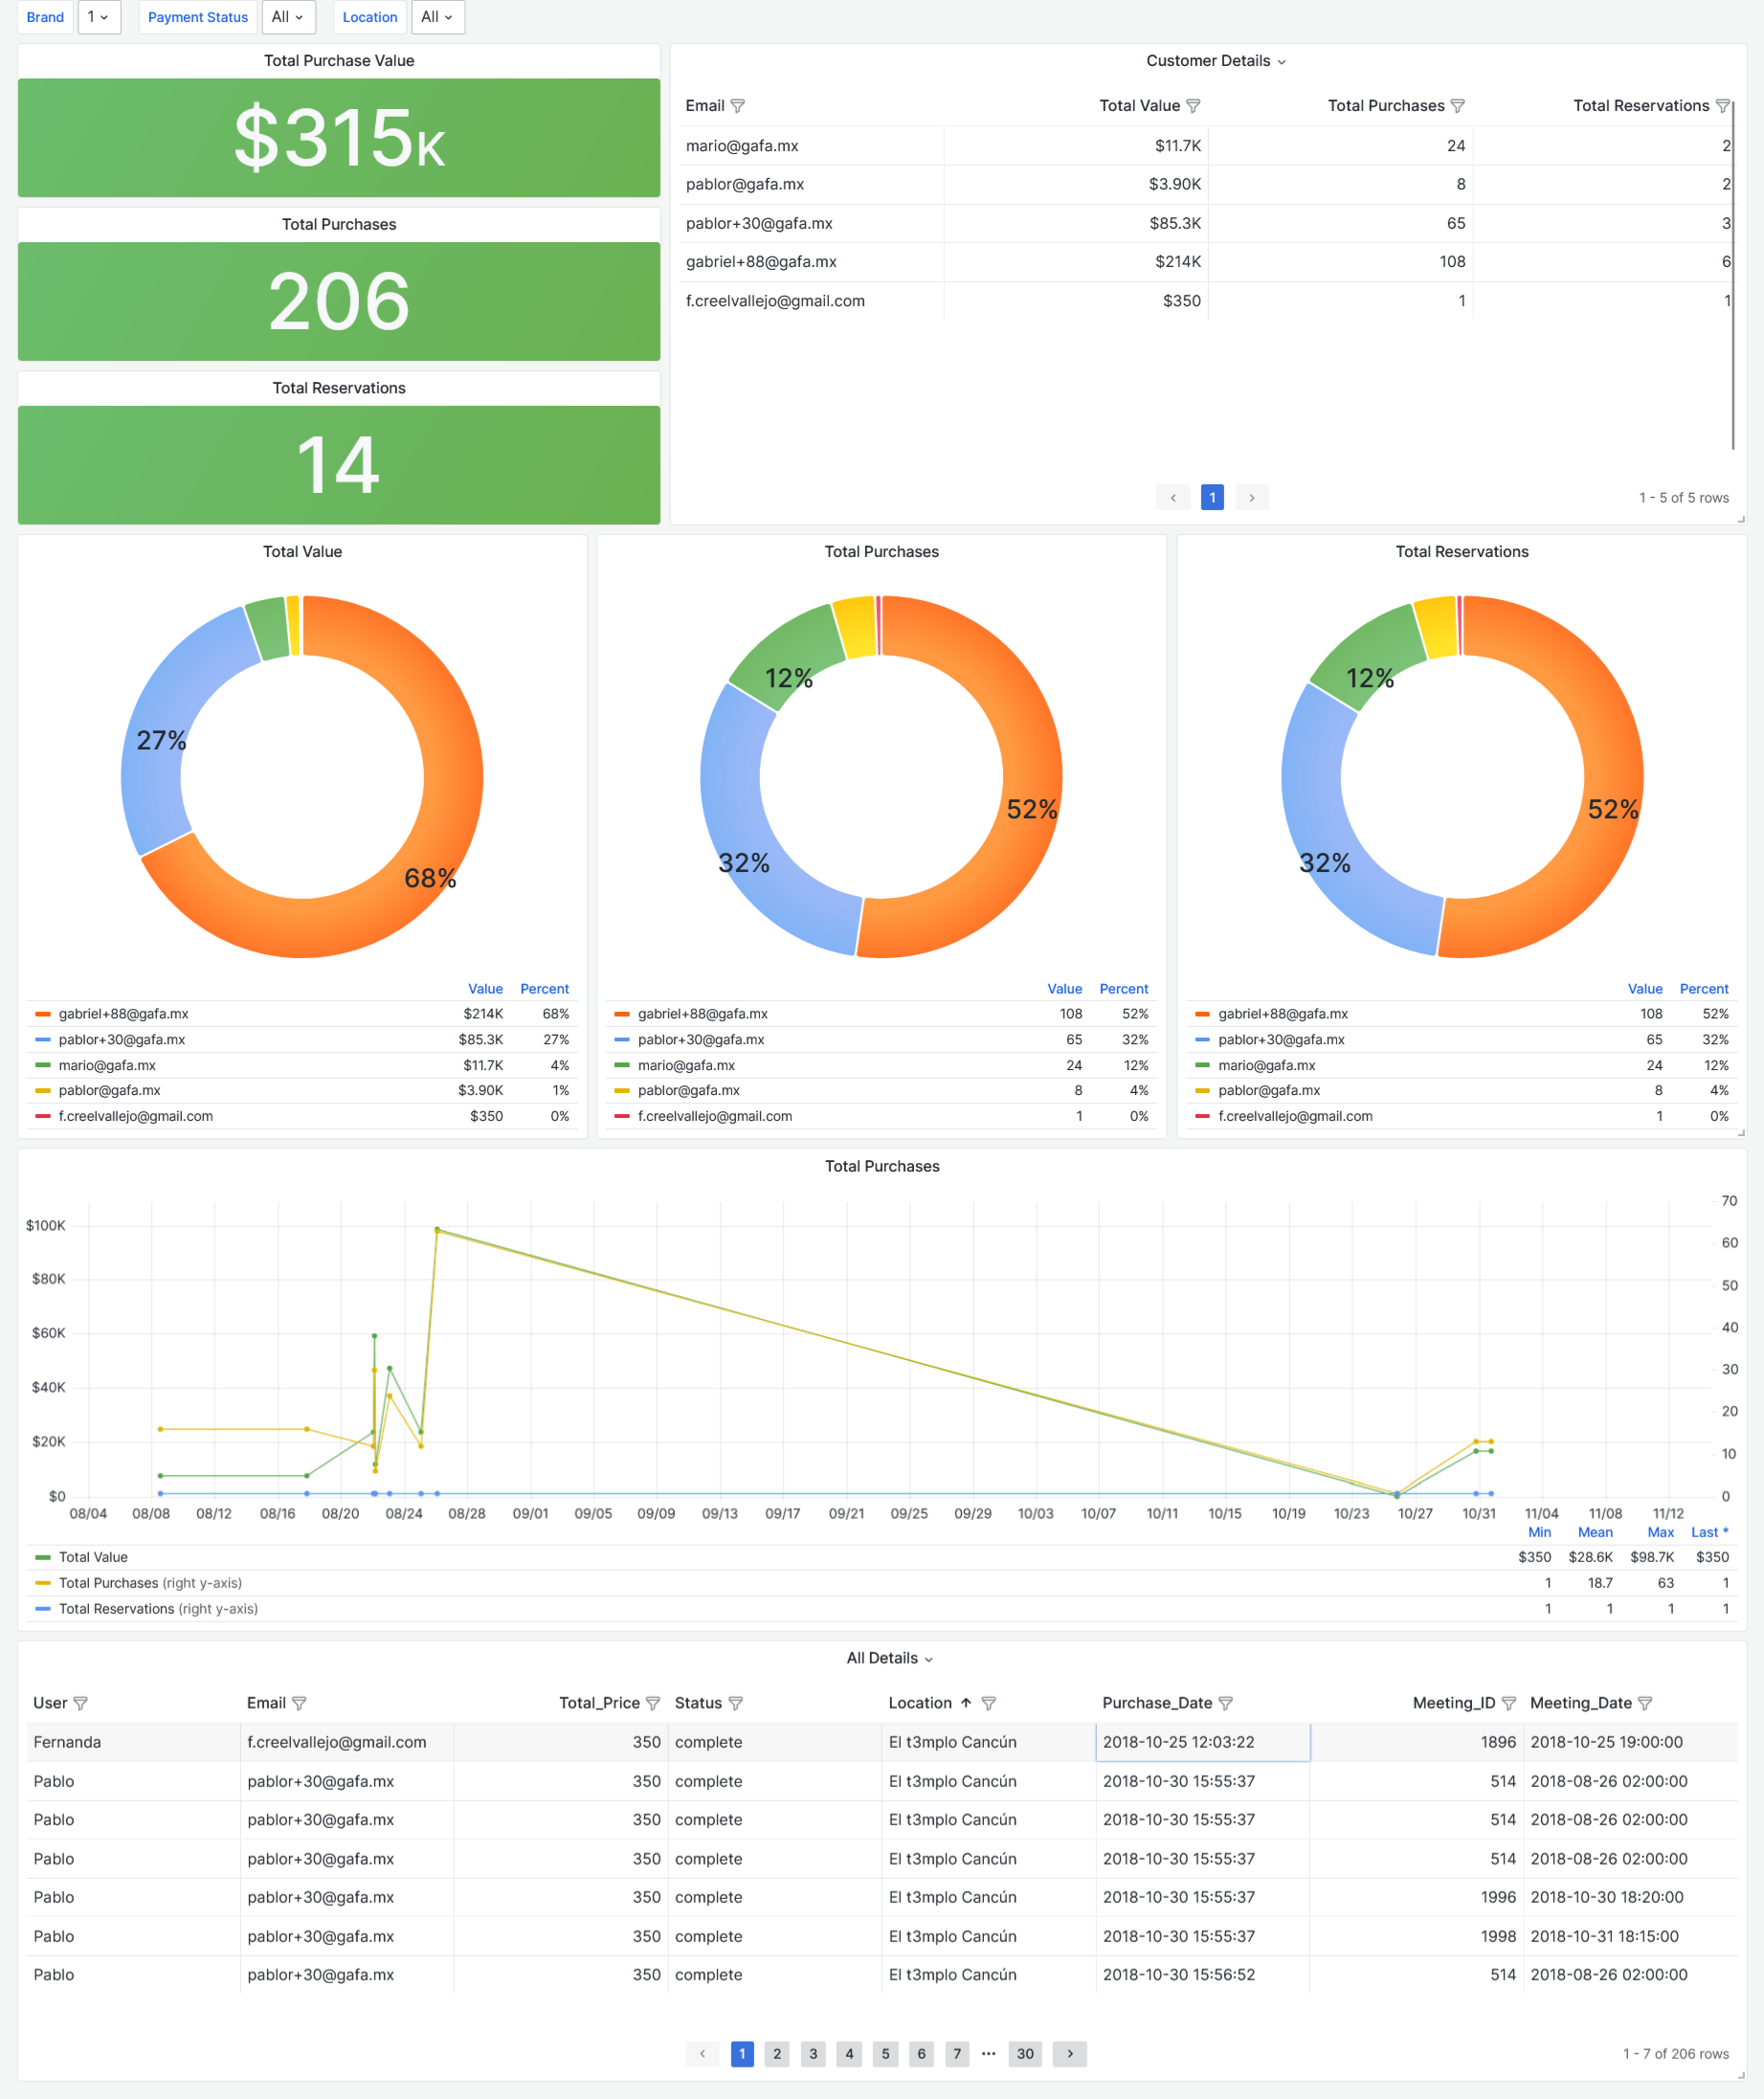 Brand 1 Payment Status All Location All
Total Purchase Value
$315K
Total Purchases
206
Total Reservations
14
Customer Details
Email Total Value Total Purchases Total Reservations
mario@gafa.mx $11.7K 24 2
pablor@gafa.mx $3.90K 8 2
pablor+30@gafa.mx $85.3K 65 3
gabriel+88@gafa.mx $214K 108 6
f.creelvallejo@gmail.com $350 1 1
1
1 - 5 of 5 rows
Total Value
27%
68%
Value Percent
gabriel+88@gafa.mx $214K 68%
pablor+30@gafa.mx $85.3K 27%
mario@gafa.mx $11.7K 4%
pablor@gafa.mx $3.90K 1%
f.creelvallejo@gmail.com $350 0%
Total Purchases
12%
52%
32%
Value Percent
gabriel+88@gafa.mx 108 52%
pablor+30@gafa.mx 65 32%
mario@gafa.mx 24 12%
pablor@gafa.mx 8 4%
f.creelvallejo@gmail.com 1 0%
Total Reservations
12%
52%
32%
Value Percent
gabriel+88@gafa.mx 108 52%
pablor+30@gafa.mx 65 32%
mario@gafa.mx 24 12%
pablor@gafa.mx 8 4%
f.creelvallejo@gmail.com 1 0%
Total Purchases
$100K
$80K
$60K
$40K
$20K
$0
70
60
50
40
30
20
10
0
08/04 08/08 08/12 08/16 08/20 08/24 08/28 09/01 09/05 09/09 09/13 09/17 09/21 09/25 09/29 10/03 10/07 10/11 10/15 10/19 10/23 10/27 10/31 11/04 11/08 11/12
Min Mean Max Last *
Total Value $350 $28.6K $98.7K $350
Total Purchases (right y-axis) 1 18.7 63 1
Total Reservations (right y-axis) 1 1 1 1
All Details
User Email Total_Price Status Location Purchase_Date Meeting_ID Meeting_Date
Fernanda f.creelvallejo@gmail.com 350 complete El t3mplo Cancún 2018-10-25 12:03:22 1896 2018-10-25 19:00:00
Pablo pablor+30@gafa.mx 350 complete El t3mplo Cancún 2018-10-30 15:55:37 514 2018-08-26 02:00:00
Pablo pablor+30@gafa.mx 350 complete El t3mplo Cancún 2018-10-30 15:55:37 514 2018-08-26 02:00:00
Pablo pablor+30@gafa.mx 350 complete El t3mplo Cancún 2018-10-30 15:55:37 514 2018-08-26 02:00:00
Pablo pablor+30@gafa.mx 350 complete El t3mplo Cancún 2018-10-30 15:55:37 1996 2018-10-30 18:20:00
Pablo pablor+30@gafa.mx 350 complete El t3mplo Cancún 2018-10-30 15:55:37 1998 2018-10-31 18:15:00
Pablo pablor+30@gafa.mx 350 complete El t3mplo Cancún 2018-10-30 15:56:52 514 2018-08-26 02:00:00
1 2 3 4 5 6 7 ••• 30
1 - 7 of 206 rows